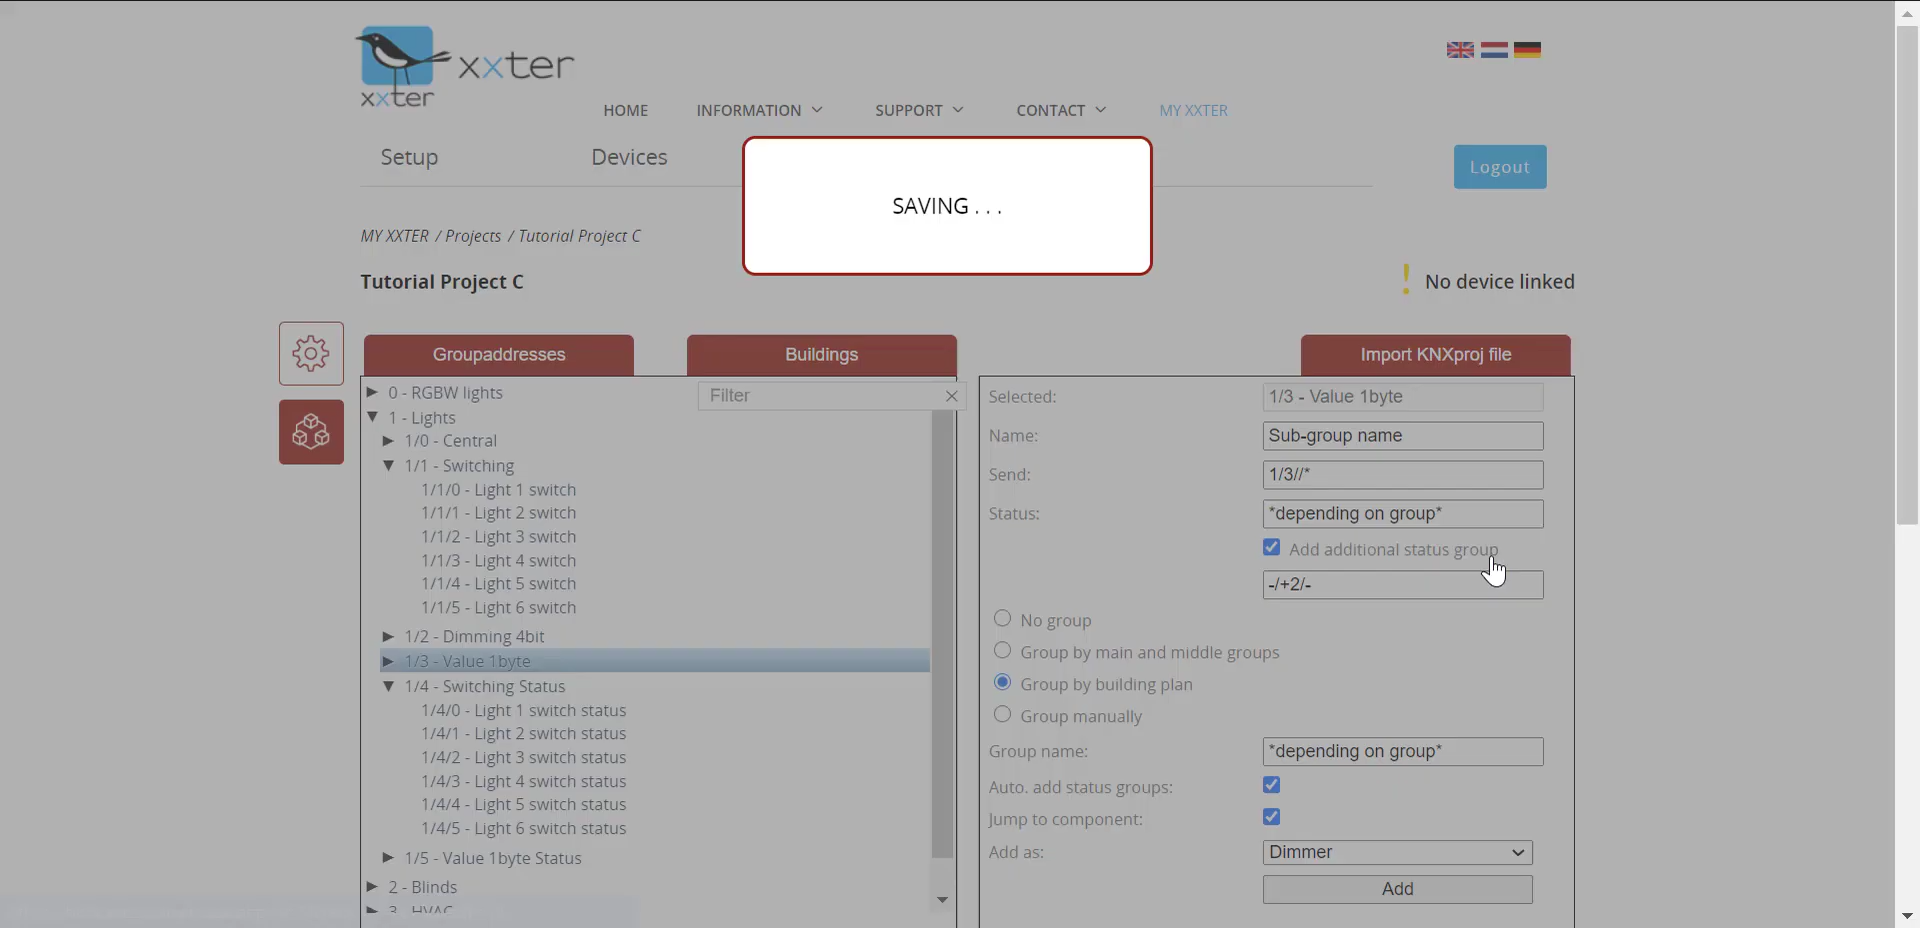 xxter
xxter
HOME
INFORMATION
SUPPORT
CONTACT
MY XXTER
Setup
Devices
Logout
SAVING . . .
MY XXTER / Projects / Tutorial Project C
Tutorial Project C
! No device linked
Groupaddresses
Buildings
Import KNXproj file
Filter
0 - RGBW lights
1 - Lights
1/0 - Central
1/1 - Switching
1/1/0 - Light 1 switch
1/1/1 - Light 2 switch
1/1/2 - Light 3 switch
1/1/3 - Light 4 switch
1/1/4 - Light 5 switch
1/1/5 - Light 6 switch
1/2 - Dimming 4bit
1/3 - Value 1byte
1/4 - Switching Status
1/4/0 - Light 1 switch status
1/4/1 - Light 2 switch status
1/4/2 - Light 3 switch status
1/4/3 - Light 4 switch status
1/4/4 - Light 5 switch status
1/4/5 - Light 6 switch status
1/5 - Value 1byte Status
2 - Blinds
3 - HVAC
Selected: 1/3 - Value 1byte
Name: Sub-group name
Send: 1/3//*
Status: *depending on group*
Add additional status group
-/+2/-
No group
Group by main and middle groups
Group by building plan
Group manually
Group name: *depending on group*
Auto. add status groups:
Jump to component:
Add as: Dimmer
Add